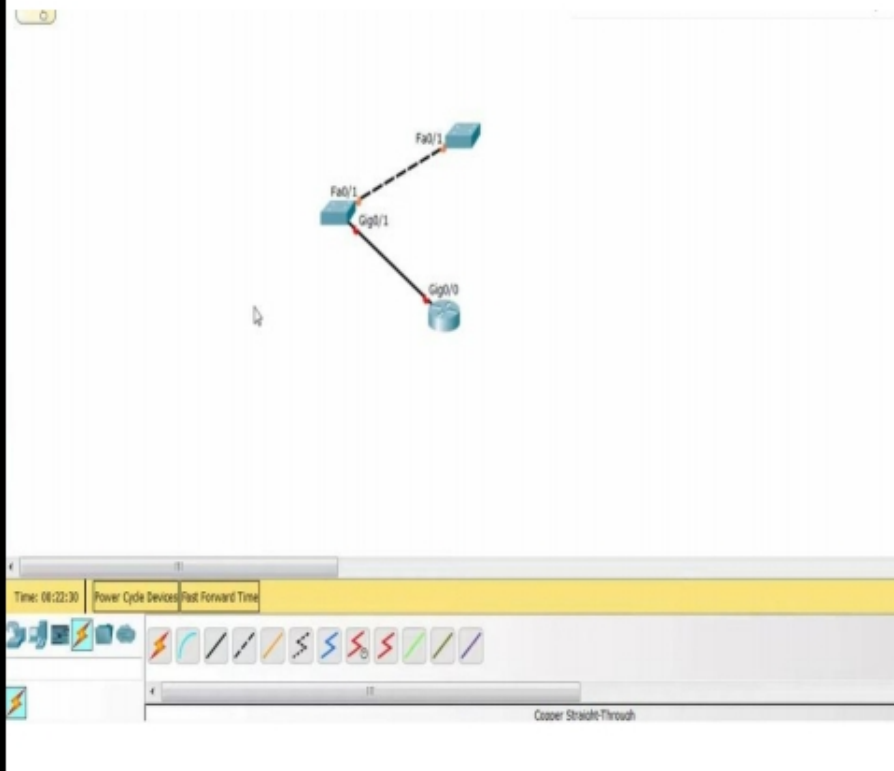 Fa0/1
Fa0/1
Gig0/1
Gig0/0
Time: 08:22:30 Power Cycle Devices Fast Forward Time
Copper Straight-Through